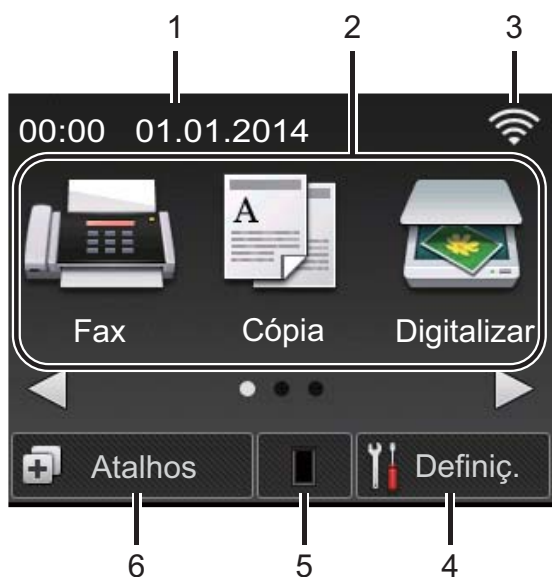 1 2 3
00:00 01.01.2014
A
Fax Cópia Digitalizar
Atalhos Definiç.
6 5 4